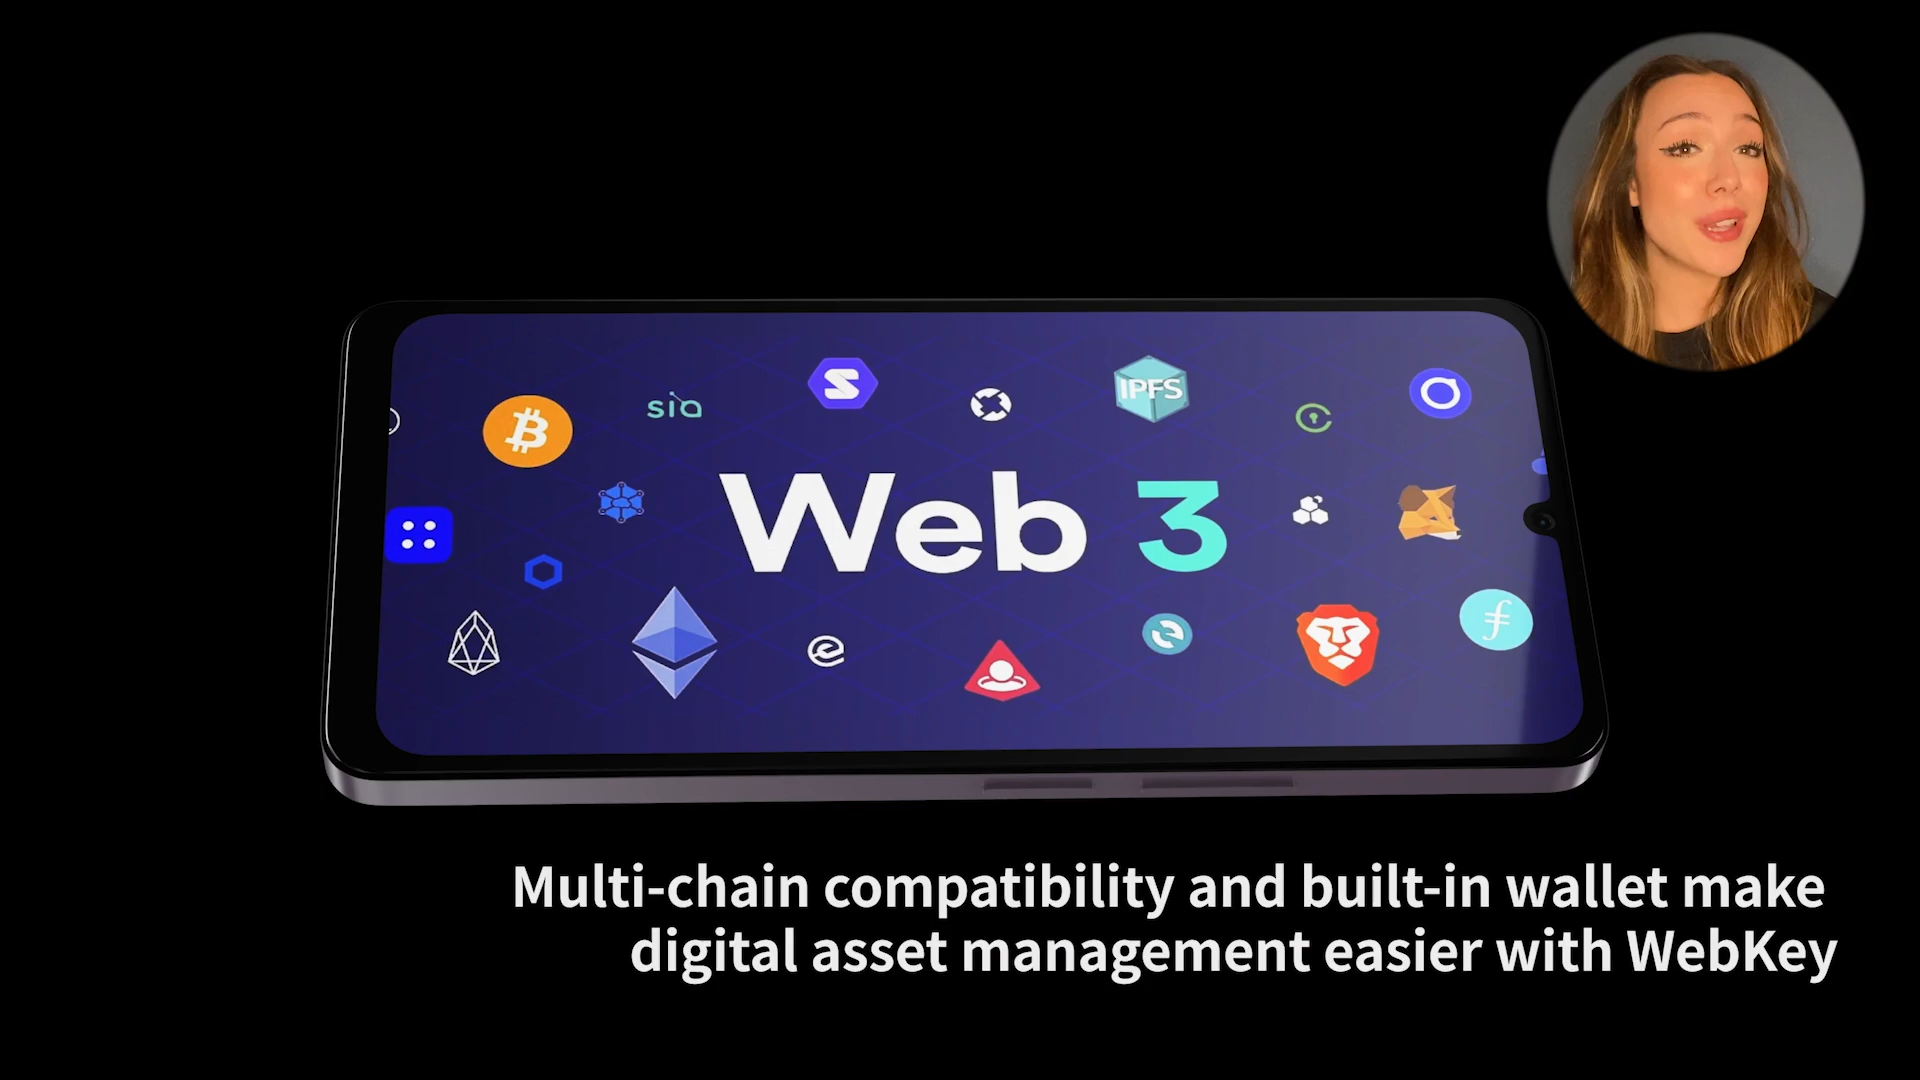 sia
IPFS
Web 3
Multi-chain compatibility and built-in wallet make
digital asset management easier with WebKey